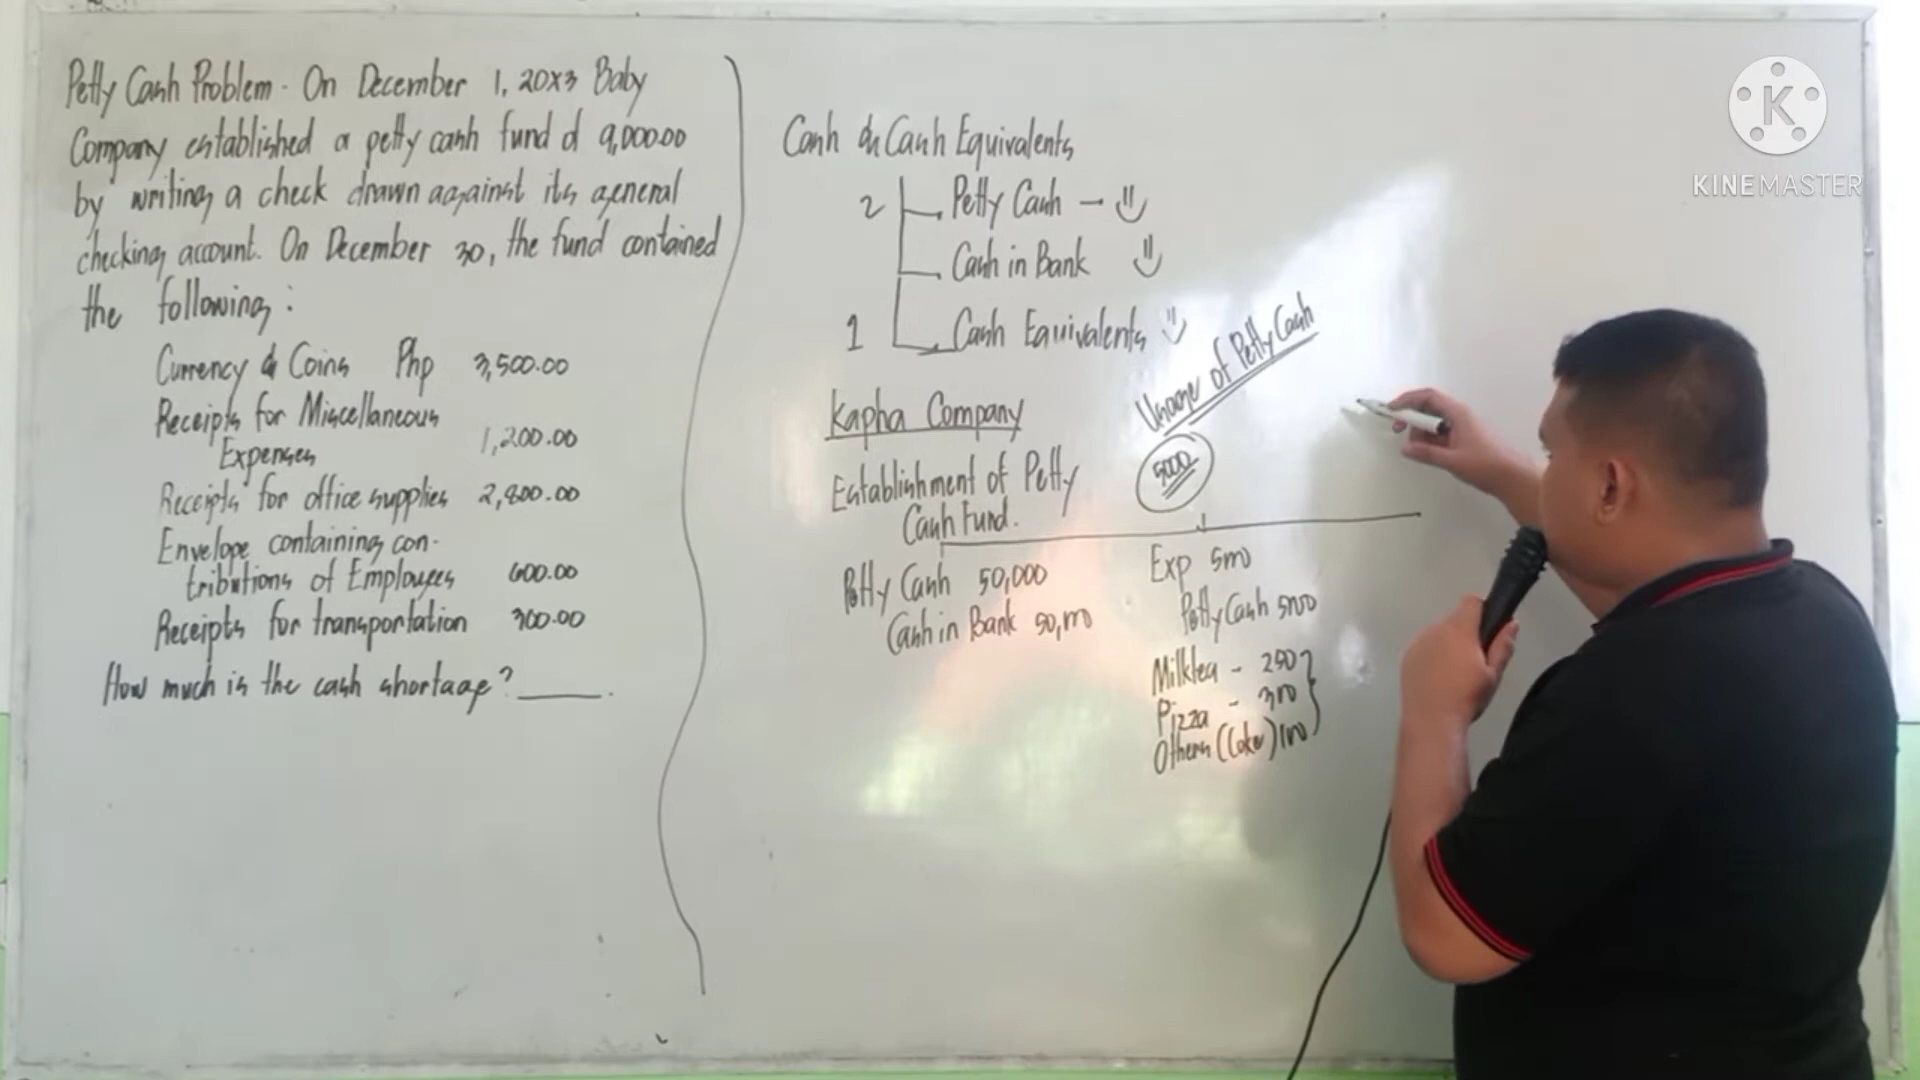 Petty Cash Problem - On December 1, 20x3 Baby
Company established a petty cash fund of 9,000.00
by writing a check drawn against its general
checking account. On December 30, the fund contained
the following:
Currency & Coins Php 3,500.00
Receipts for Miscellaneous
Expenses 1,200.00
Receipts for office supplies 2,800.00
Envelope containing con-
tributions of Employees 600.00
Receipts for transportation 300.00
How much is the cash shortage? ______.
Cash & Cash Equivalents
2 Petty Cash -
Cash in Bank
1 Cash Equivalents
Kapha Company
Establishment of Petty
Cash Fund.
Petty Cash 50,000
Cash in Bank 50,000
Usage of Petty Cash
5000
Exp 5000
Petty Cash 5000
Milktea - 250
Pizza - 300
Others (Coke) 100
K
KINEMASTER